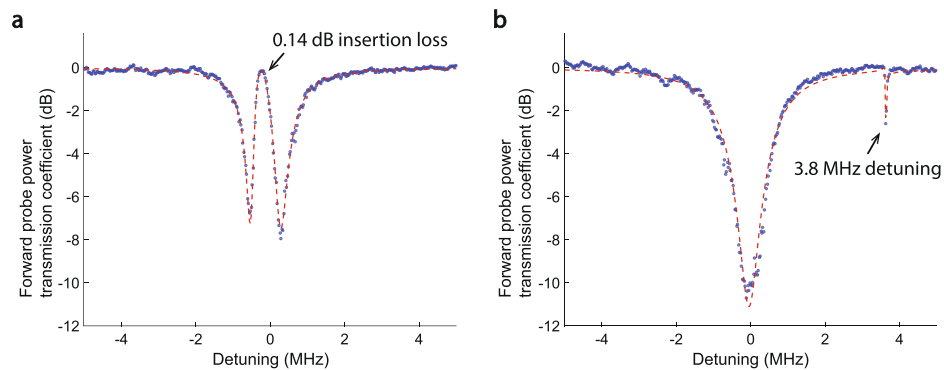 a
0.14 dB insertion loss
Forward probe power
transmission coefficient (dB)
0
-2
-4
-6
-8
-10
-12
-4
-2
0
2
4
Detuning (MHz)
b
3.8 MHz detuning
Forward probe power
transmission coefficient (dB)
0
-2
-4
-6
-8
-10
-12
-4
-2
0
2
4
Detuning (MHz)